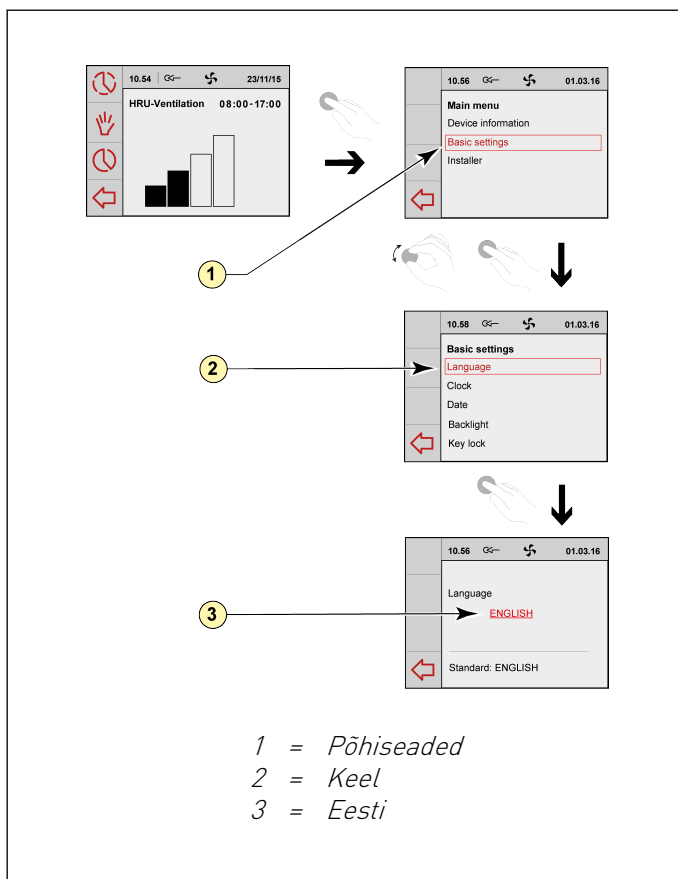 10.54 23/11/15
HRU-Ventilation 08:00-17:00
10.56 01.03.16
Main menu
Device information
Basic settings
Installer
1
10.58 01.03.16
Basic settings
Language
Clock
Date
Backlight
Key lock
2
10.56 01.03.16
Language
ENGLISH
Standard: ENGLISH
3
1 = Põhiseaded
2 = Keel
3 = Eesti